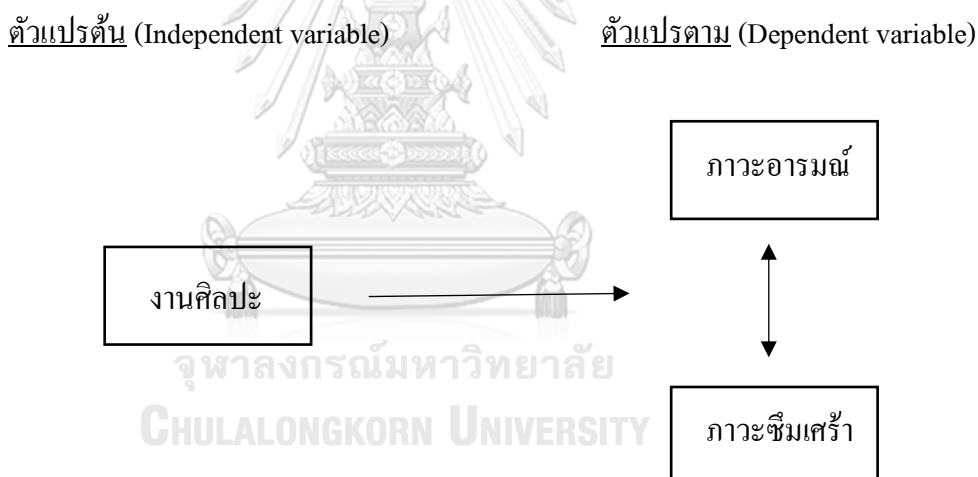 ตัวแปรต้น (Independent variable) ตัวแปรตาม (Dependent variable)
ภาวะอารมณ์
งานศิลปะ
จุฬาลงกรณ์มหาวิทยาลัย
CHULALONGKORN UNIVERSITY
ภาวะซึมเศร้า